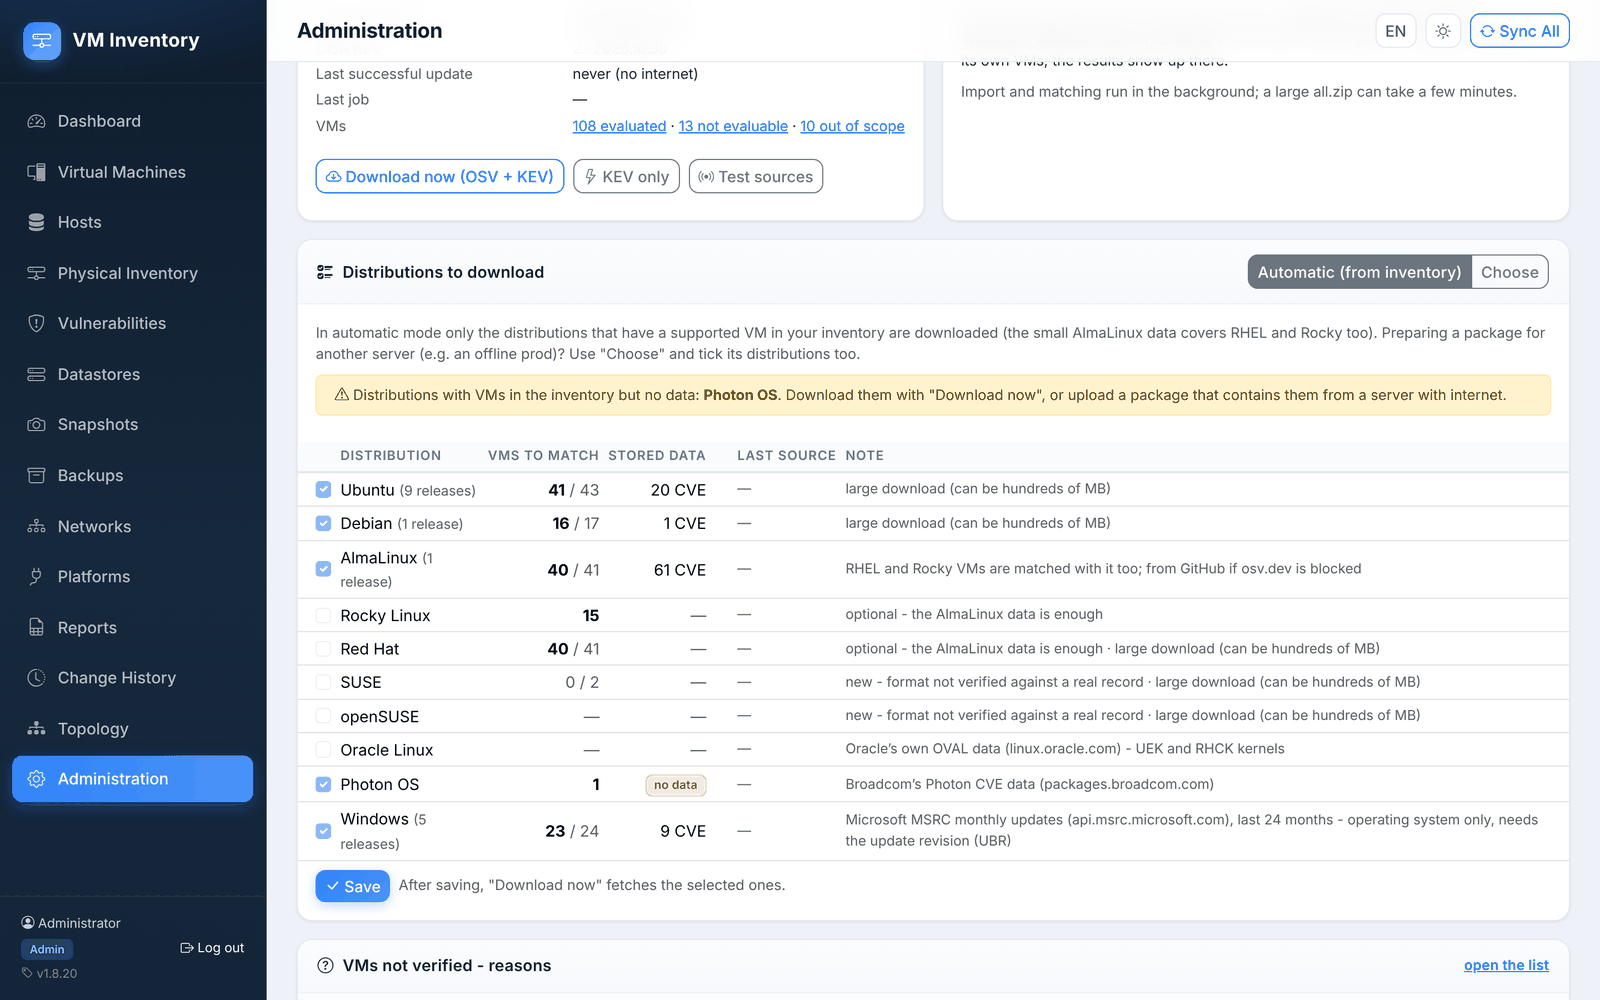 VM Inventory
Dashboard
Virtual Machines
Hosts
Physical Inventory
Vulnerabilities
Datastores
Snapshots
Backups
Networks
Platforms
Reports
Change History
Topology
Administration
Administrator
Admin
Log out
v1.8.20
Administration
EN
Sync All
Last successful update
never (no internet)
Last job
—
VMs
108 evaluated · 13 not evaluable · 10 out of scope
Download now (OSV + KEV)
KEV only
Test sources
its own VMs, the results show up there.
Import and matching run in the background; a large all.zip can take a few minutes.
Distributions to download
Automatic (from inventory)
Choose
In automatic mode only the distributions that have a supported VM in your inventory are downloaded (the small AlmaLinux data covers RHEL and Rocky too). Preparing a package for
another server (e.g. an offline prod)? Use "Choose" and tick its distributions too.
Distributions with VMs in the inventory but no data: Photon OS. Download them with "Download now", or upload a package that contains them from a server with internet.
DISTRIBUTION VMS TO MATCH STORED DATA LAST SOURCE NOTE
Ubuntu (9 releases) 41 / 43 20 CVE — large download (can be hundreds of MB)
Debian (1 release) 16 / 17 1 CVE — large download (can be hundreds of MB)
AlmaLinux (1
release) 40 / 41 61 CVE — RHEL and Rocky VMs are matched with it too; from GitHub if osv.dev is blocked
Rocky Linux 15 — — optional - the AlmaLinux data is enough
Red Hat 40 / 41 — — optional - the AlmaLinux data is enough · large download (can be hundreds of MB)
SUSE 0 / 2 — — new - format not verified against a real record · large download (can be hundreds of MB)
openSUSE — — — new - format not verified against a real record · large download (can be hundreds of MB)
Oracle Linux — — — Oracle's own OVAL data (linux.oracle.com) - UEK and RHCK kernels
Photon OS 1 no data — Broadcom's Photon CVE data (packages.broadcom.com)
Windows (5
releases) 23 / 24 9 CVE — Microsoft MSRC monthly updates (api.msrc.microsoft.com), last 24 months - operating system only, needs
the update revision (UBR)
Save
After saving, "Download now" fetches the selected ones.
VMs not verified - reasons
open the list